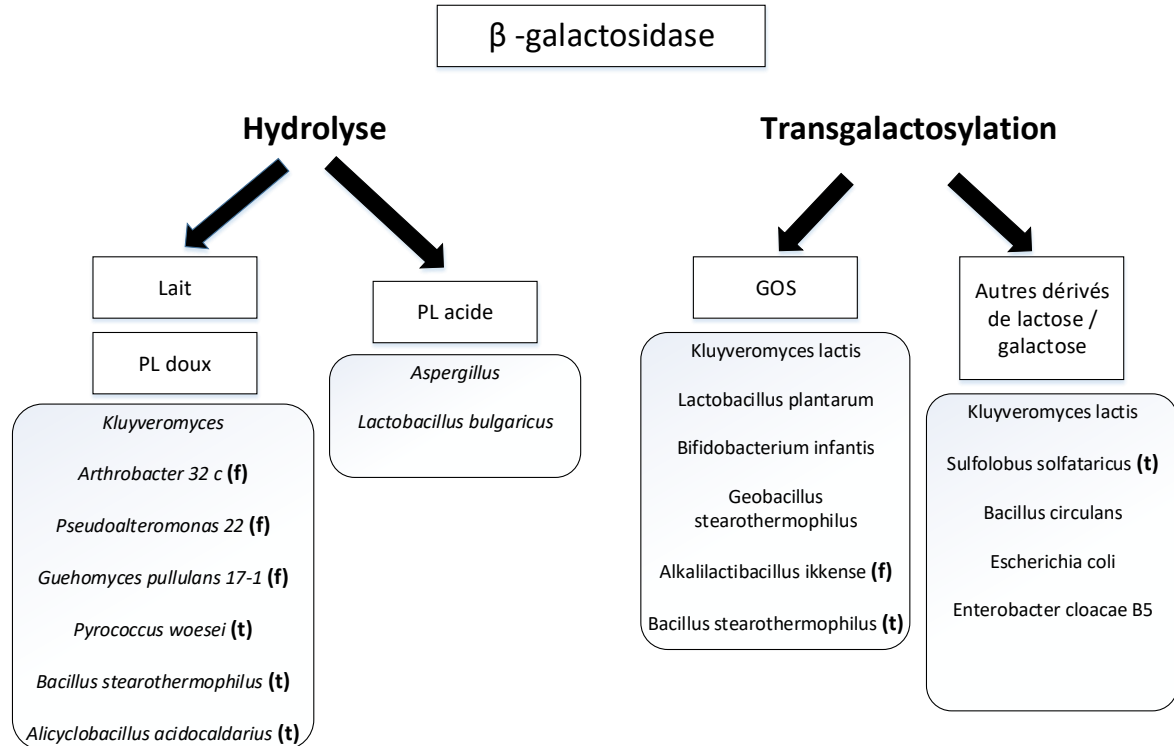 β -galactosidase
Hydrolyse
Transgalactosylation
Lait
PL doux
Kluyveromyces
Arthrobacter 32 c (f)
Pseudoalteromonas 22 (f)
Guehomyces pullulans 17-1 (f)
Pyrococcus woesei (t)
Bacillus stearothermophilus (t)
Alicyclobacillus acidocaldarius (t)
PL acide
Aspergillus
Lactobacillus bulgaricus
GOS
Kluyveromyces lactis
Lactobacillus plantarum
Bifidobacterium infantis
Geobacillus
stearothermophilus
Alkalilactibacillus ikkense (f)
Bacillus stearothermophilus (t)
Autres dérivés
de lactose /
galactose
Kluyveromyces lactis
Sulfolobus solfataricus (t)
Bacillus circulans
Escherichia coli
Enterobacter cloacae B5